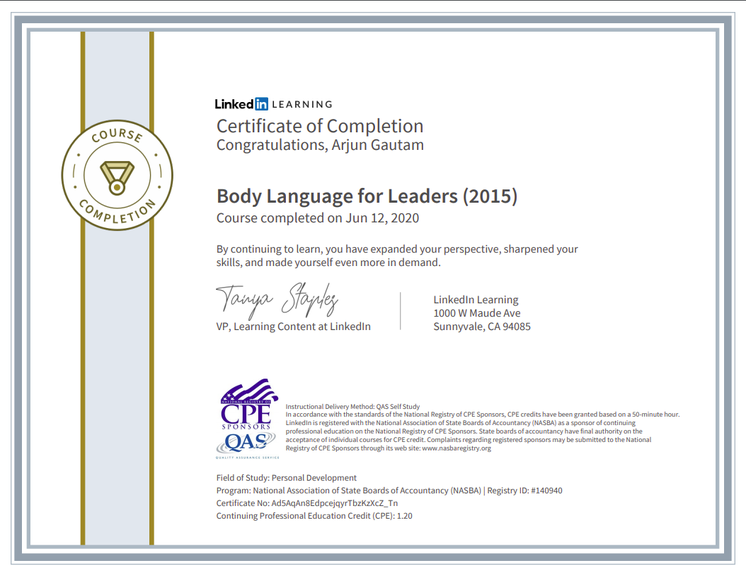 COURSE
COMPLETION
Linked in LEARNING
Certificate of Completion
Congratulations, Arjun Gautam
Body Language for Leaders (2015)
Course completed on Jun 12, 2020
By continuing to learn, you have expanded your perspective, sharpened your
skills, and made yourself even more in demand.
Tanya Staples
VP, Learning Content at LinkedIn
LinkedIn Learning
1000 W Maude Ave
Sunnyvale, CA 94085
NATIONAL REGISTRY OF
CPE
SPONSORS
QAS
QUALITY ASSURANCE SERVICE
Instructional Delivery Method: QAS Self Study
In accordance with the standards of the National Registry of CPE Sponsors, CPE credits have been granted based on a 50-minute hour.
LinkedIn is registered with the National Association of State Boards of Accountancy (NASBA) as a sponsor of continuing
professional education on the National Registry of CPE Sponsors. State boards of accountancy have final authority on the
acceptance of individual courses for CPE credit. Complaints regarding registered sponsors may be submitted to the National
Registry of CPE Sponsors through its web site: www.nasbaregistry.org
Field of Study: Personal Development
Program: National Association of State Boards of Accountancy (NASBA) | Registry ID: #140940
Certificate No: Ad5AqAn8EdpcejqyrTbzKzXcZ_Tn
Continuing Professional Education Credit (CPE): 1.20